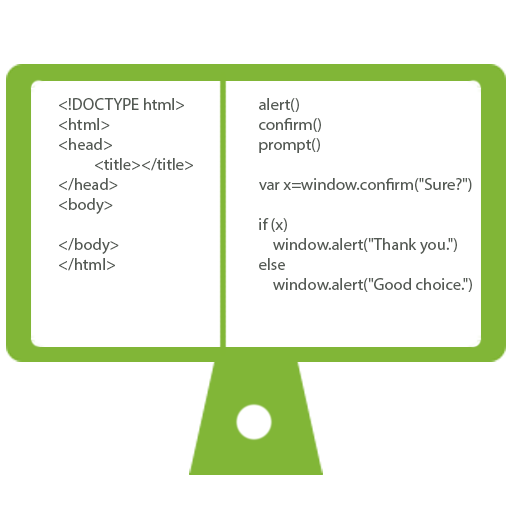 <!DOCTYPE html>
<html>
<head>
<title></title>
</head>
<body>
</body>
</html>
alert()
confirm()
prompt()
var x=window.confirm("Sure?")
if (x)
window.alert("Thank you.")
else
window.alert("Good choice.")